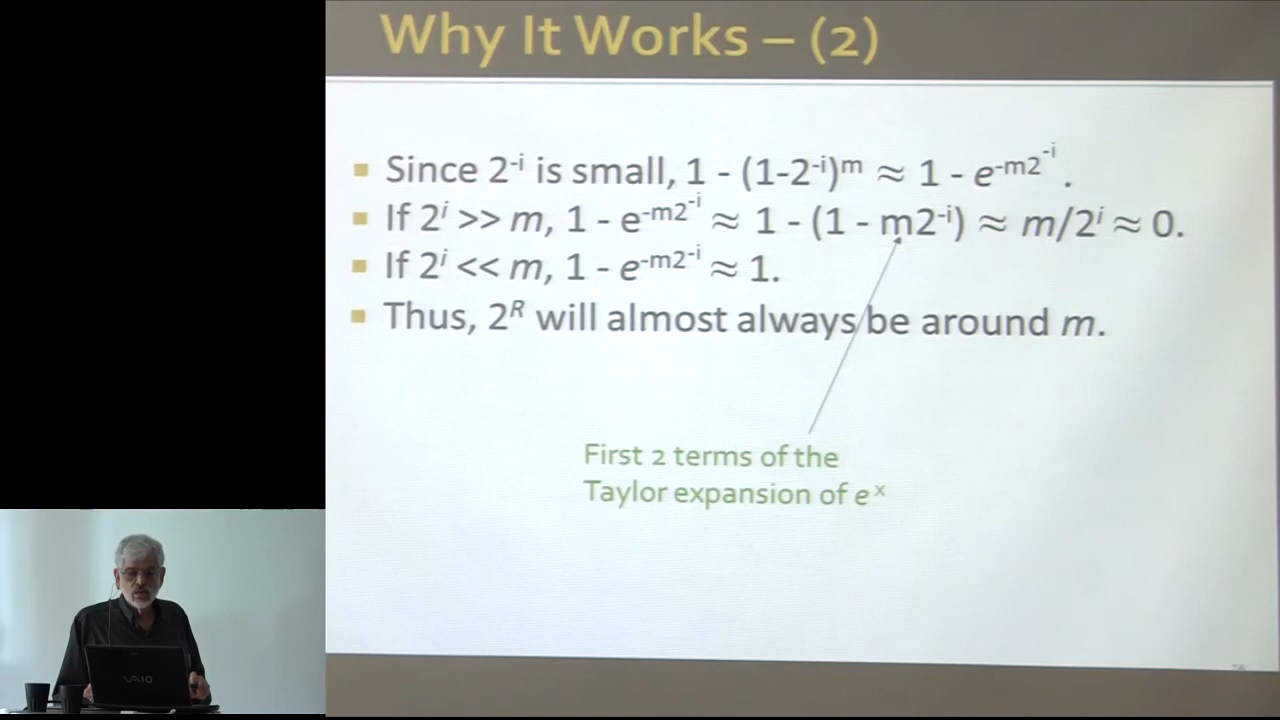 Why It Works – (2)
Since 2⁻ⁱ is small, 1 - (1-2⁻ⁱ)ᵐ ≈ 1 - e^(-m2^(-i)).
If 2ⁱ >> m, 1 - e^(-m2^(-i)) ≈ 1 - (1 - m2⁻ⁱ) ≈ m/2ⁱ ≈ 0.
If 2ⁱ << m, 1 - e^(-m2^(-i)) ≈ 1.
Thus, 2ᴿ will almost always be around m.
First 2 terms of the
Taylor expansion of eˣ
VAIO